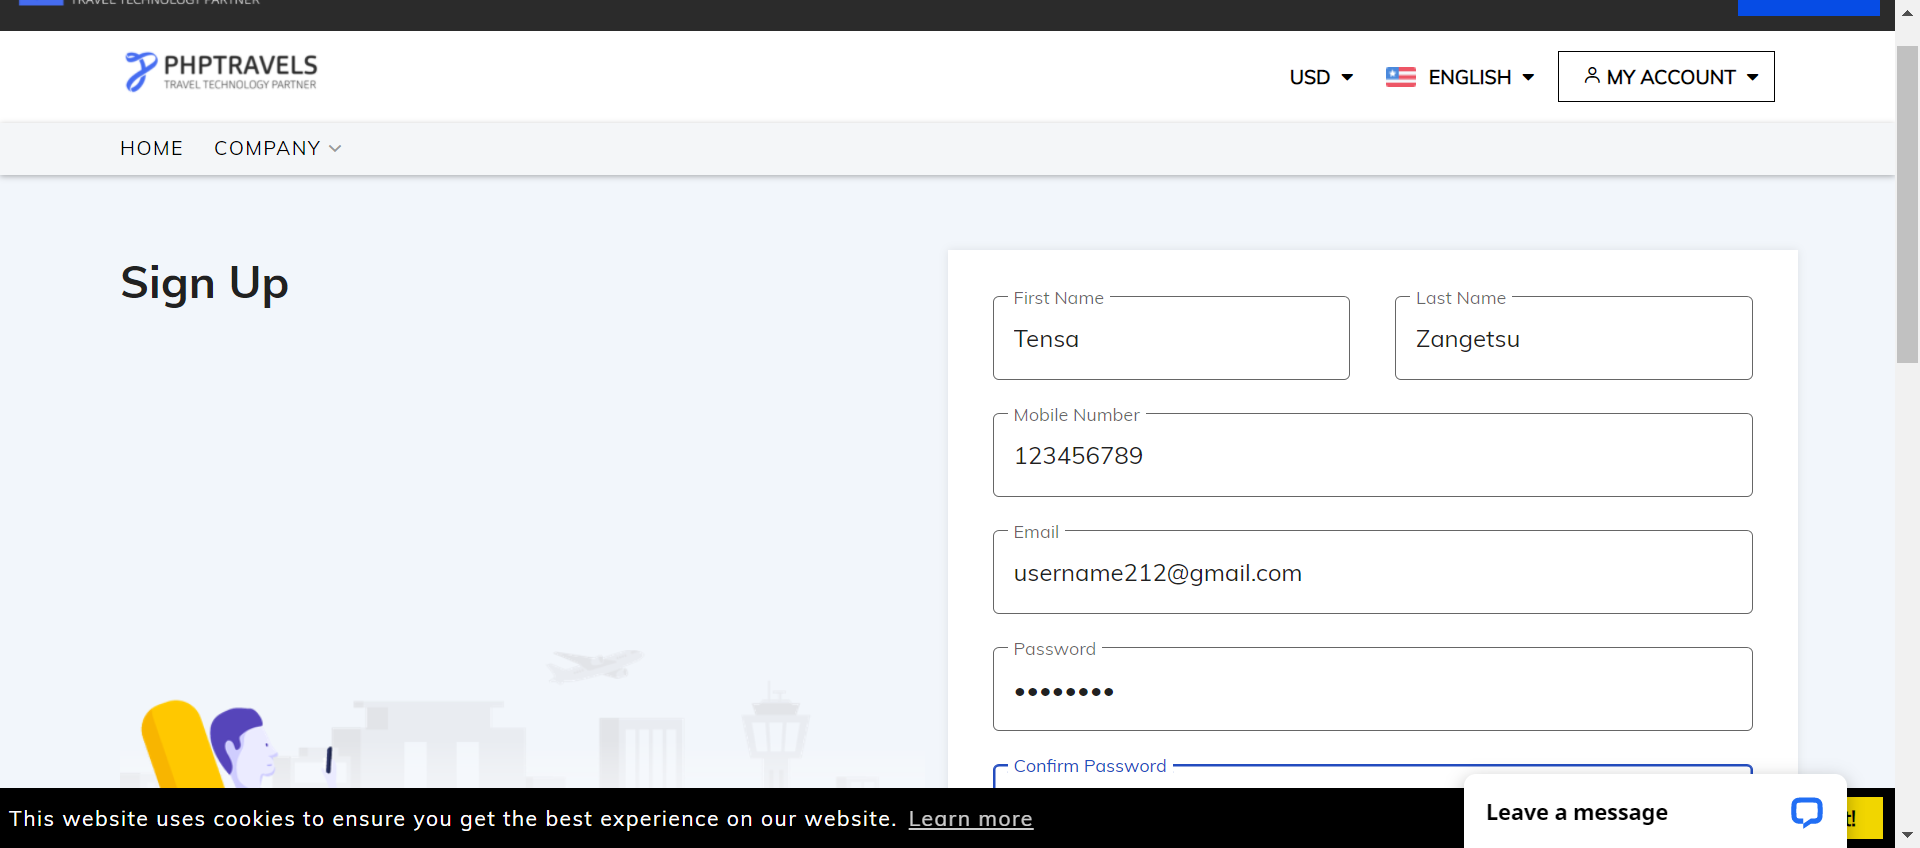 TRAVEL TECHNOLOGY PARTNER
PHPTRAVELS
TRAVEL TECHNOLOGY PARTNER
USD
ENGLISH
MY ACCOUNT
HOME
COMPANY
Sign Up
First Name
Last Name
Tensa
Zangetsu
Mobile Number
123456789
Email
username212@gmail.com
Password
••••••••
Confirm Password
This website uses cookies to ensure you get the best experience on our website. Learn more
Leave a message